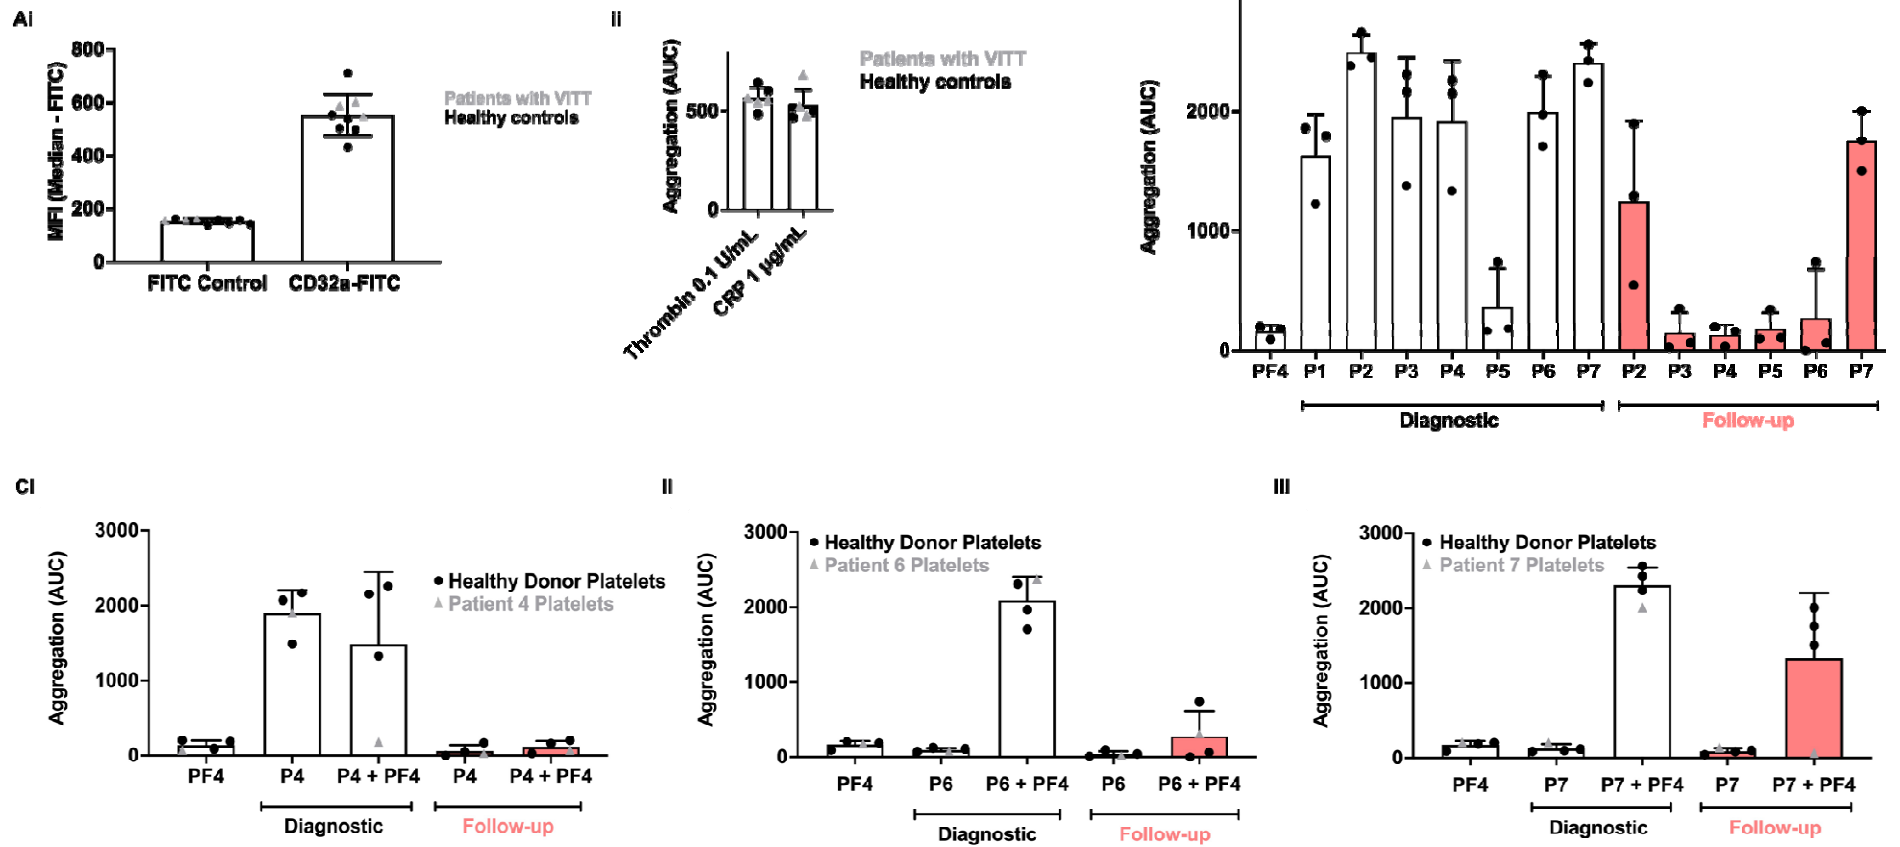 Ai
800
600
400
200
0
MFI (Median - FITC)
FITC Control
CD32a-FITC
Patients with VITT
Healthy controls
ii
Aggregation (AUC)
500
0
Thrombin 0.1 U/mL
CRP 1 µg/mL
Patients with VITT
Healthy controls
Aggregation (AUC)
2000
1000
0
PF4 P1 P2 P3 P4 P5 P6 P7 P2 P3 P4 P5 P6 P7
Diagnostic
Follow-up
Ci
3000
2000
1000
0
Aggregation (AUC)
Healthy Donor Platelets
Patient 4 Platelets
PF4 P4 P4 + PF4 P4 P4 + PF4
Diagnostic
Follow-up
ii
3000
2000
1000
0
Aggregation (AUC)
Healthy Donor Platelets
Patient 6 Platelets
PF4 P6 P6 + PF4 P6 P6 + PF4
Diagnostic
Follow-up
iii
3000
2000
1000
0
Aggregation (AUC)
Healthy Donor Platelets
Patient 7 Platelets
PF4 P7 P7 + PF4 P7 P7 + PF4
Diagnostic
Follow-up